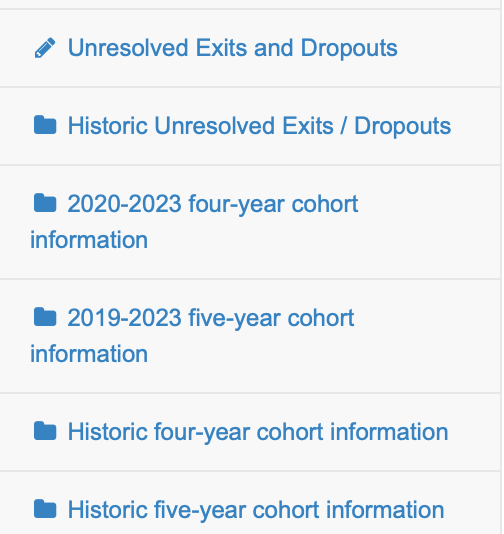 Unresolved Exits and Dropouts
Historic Unresolved Exits / Dropouts
2020-2023 four-year cohort
information
2019-2023 five-year cohort
information
Historic four-year cohort information
Historic five-year cohort information